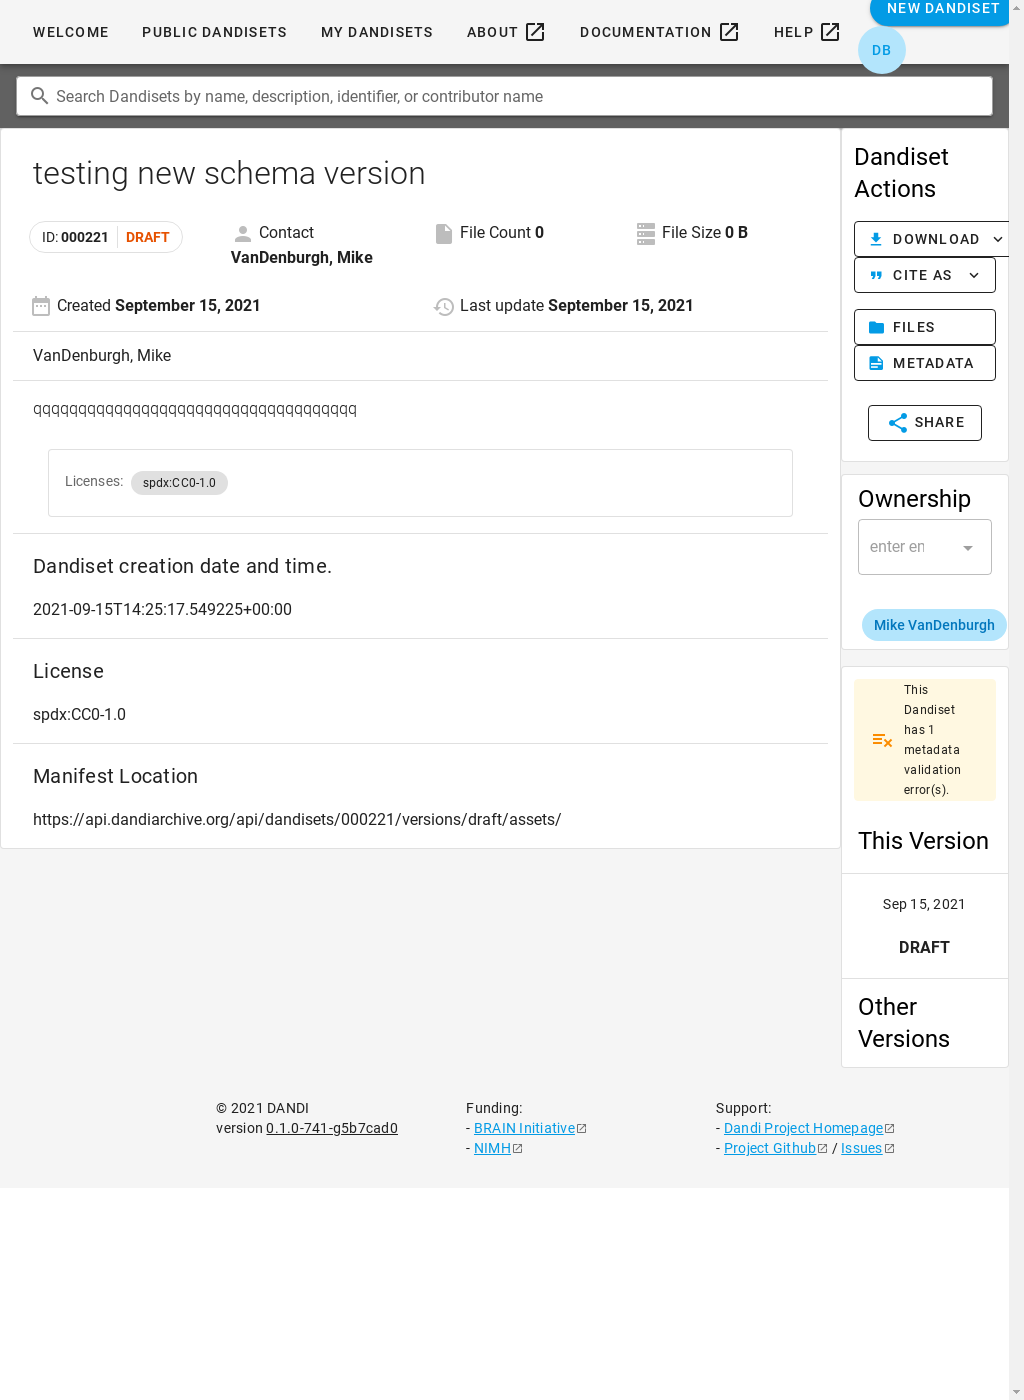 NEW DANDISET
WELCOME PUBLIC DANDISETS MY DANDISETS ABOUT DOCUMENTATION HELP
DB
Search Dandisets by name, description, identifier, or contributor name
testing new schema version
ID: 000221 DRAFT
Contact
VanDenburgh, Mike
File Count 0
File Size 0 B
Created September 15, 2021
Last update September 15, 2021
VanDenburgh, Mike
qqqqqqqqqqqqqqqqqqqqqqqqqqqqqqqqqqqq
Licenses: spdx:CC0-1.0
Dandiset creation date and time.
2021-09-15T14:25:17.549225+00:00
License
spdx:CC0-1.0
Manifest Location
https://api.dandiarchive.org/api/dandisets/000221/versions/draft/assets/
Dandiset
Actions
DOWNLOAD
CITE AS
FILES
METADATA
SHARE
Ownership
enter en
Mike VanDenburgh
This
Dandiset
has 1
metadata
validation
error(s).
This Version
Sep 15, 2021
DRAFT
Other
Versions
© 2021 DANDI
version 0.1.0-741-g5b7cad0
Funding:
- BRAIN Initiative
- NIMH
Support:
- Dandi Project Homepage
- Project Github / Issues